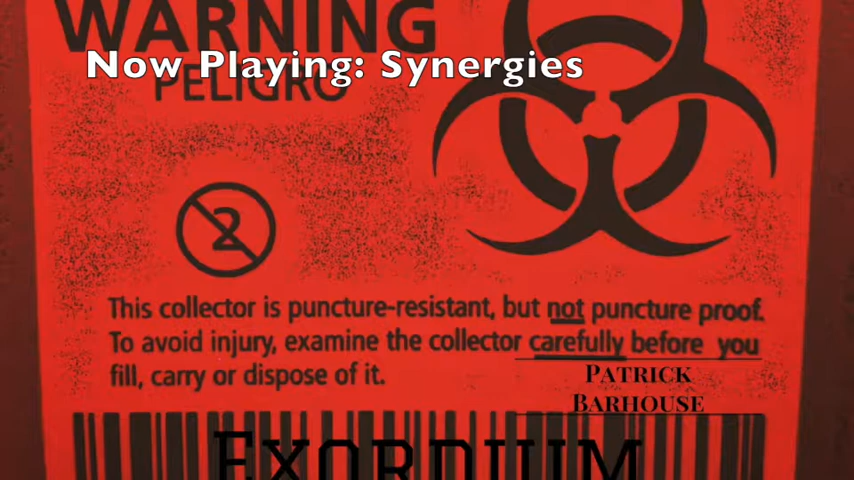 WARNING
Now Playing: Synergies
PELIGRO
2
This collector is puncture-resistant, but not puncture proof.
To avoid injury, examine the collector carefully before you
fill, carry or dispose of it.
PATRICK
BARHOUSE
EXORDIUM